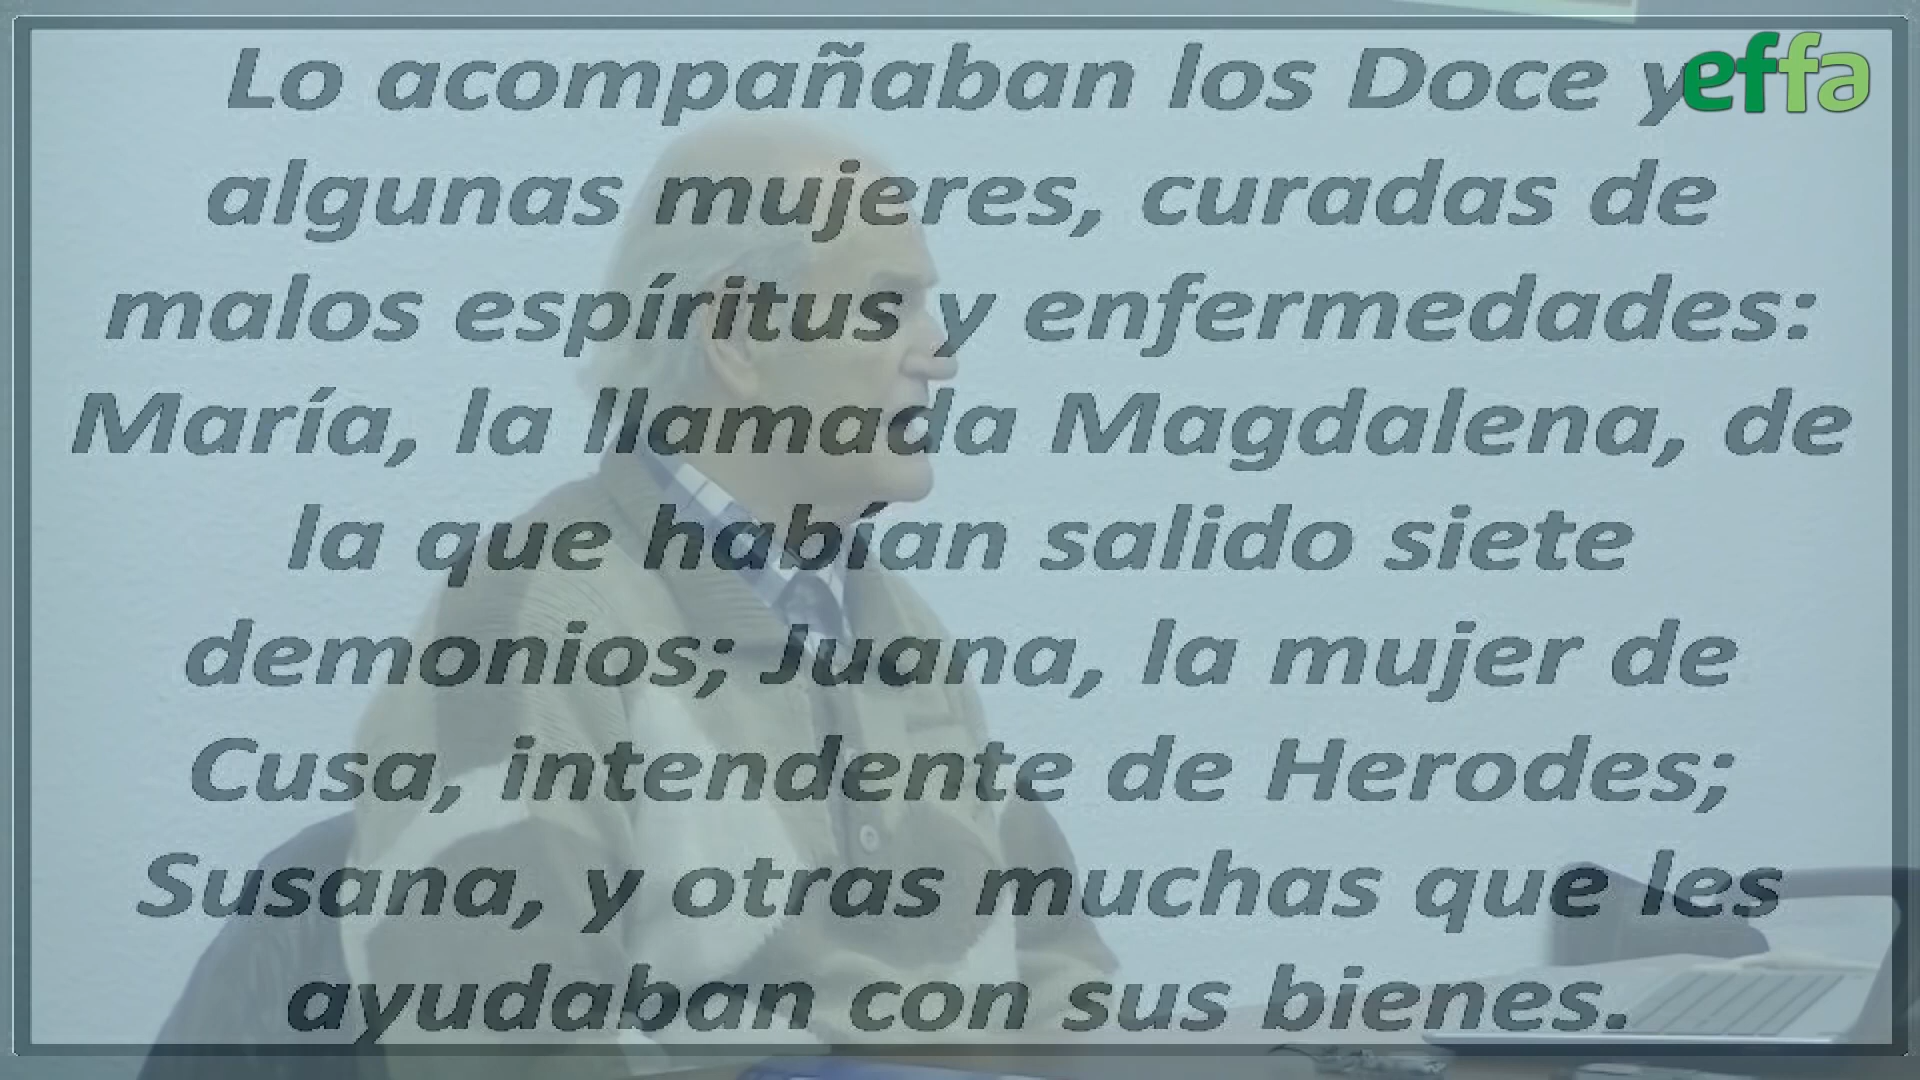 Lo acompañaban los Doce y
effa
algunas mujeres, curadas de
malos espíritus y enfermedades:
María, la llamada Magdalena, de
la que habían salido siete
demonios; Juana, la mujer de
Cusa, intendente de Herodes;
Susana, y otras muchas que les
ayudaban con sus bienes.